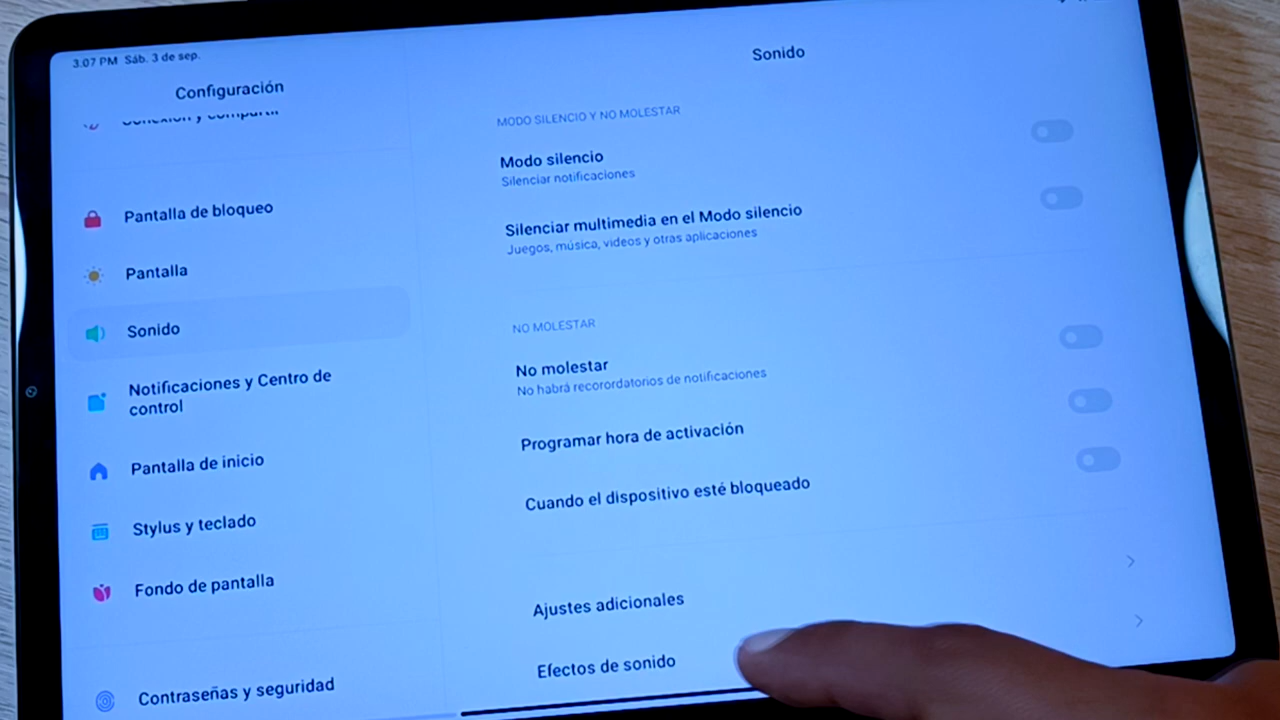 3:07 PM Sáb. 3 de sep.
Configuración
Conexión y compartir
Pantalla de bloqueo
Pantalla
Sonido
Notificaciones y Centro de
control
Pantalla de inicio
Stylus y teclado
Fondo de pantalla
Contraseñas y seguridad
Sonido
MODO SILENCIO Y NO MOLESTAR
Modo silencio
Silenciar notificaciones
Silenciar multimedia en el Modo silencio
Juegos, música, videos y otras aplicaciones
NO MOLESTAR
No molestar
No habrá recorordatorios de notificaciones
Programar hora de activación
Cuando el dispositivo esté bloqueado
Ajustes adicionales
Efectos de sonido